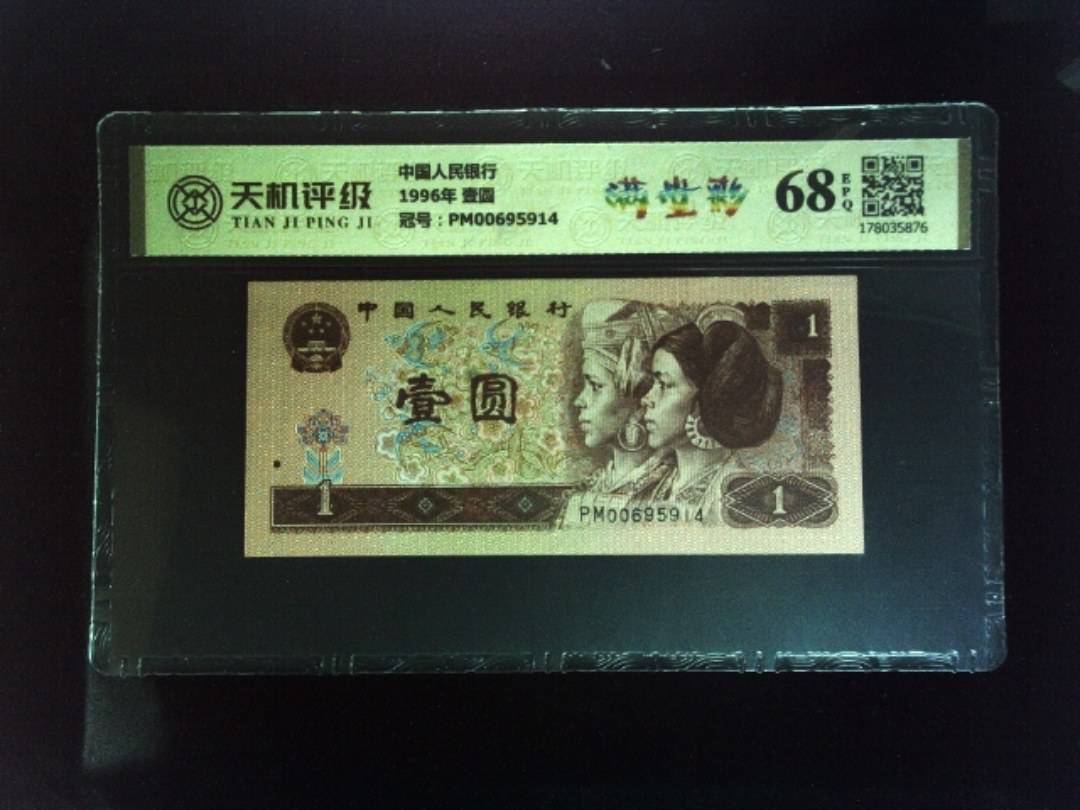 天机评级
TIAN JI PING JI
中国人民银行
1996年 壹圆
冠号：PM00695914
满堂彩
68
EPQ
178035876
中国人民银行
1
壹圆
1
PM00695914
1